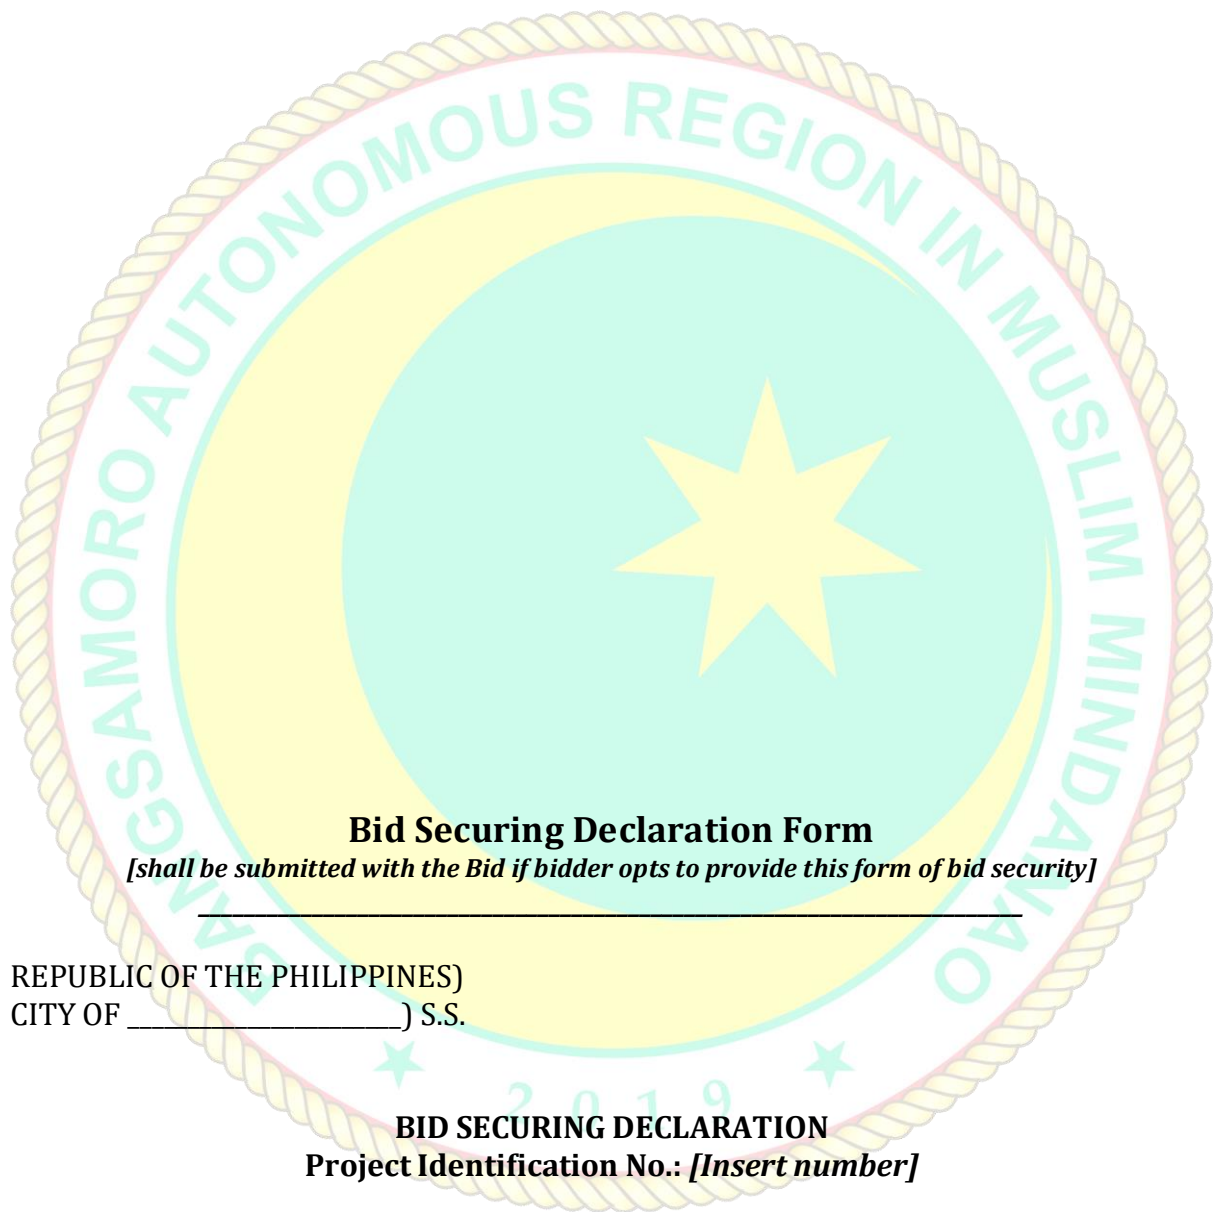 BANGSAMORO AUTONOMOUS REGION IN MUSLIM MINDANAO
Bid Securing Declaration Form
[shall be submitted with the Bid if bidder opts to provide this form of bid security]
REPUBLIC OF THE PHILIPPINES)
CITY OF ______________________) S.S.
2019
BID SECURING DECLARATION
Project Identification No.: [Insert number]